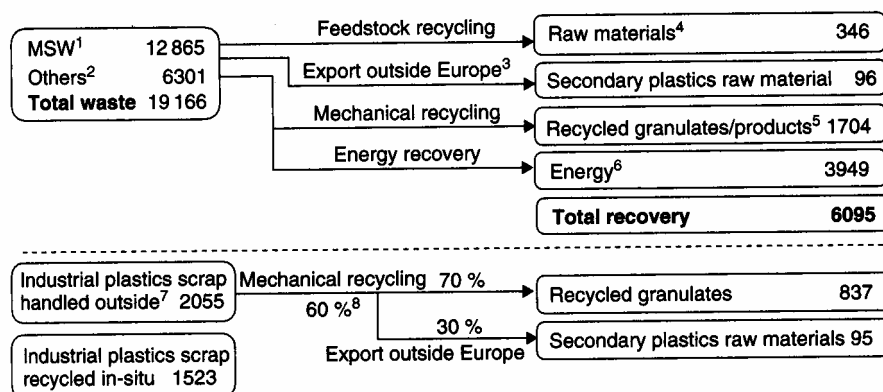 MSW¹ 12 865
Others² 6301
Total waste 19 166
Feedstock recycling
Export outside Europe³
Mechanical recycling
Energy recovery
Raw materials⁴ 346
Secondary plastics raw material 96
Recycled granulates/products⁵ 1704
Energy⁶ 3949
Total recovery 6095
Industrial plastics scrap
handled outside⁷ 2055
Industrial plastics scrap
recycled in-situ 1523
Mechanical recycling 70 %
60 %⁸
30 %
Export outside Europe
Recycled granulates 837
Secondary plastics raw materials 95